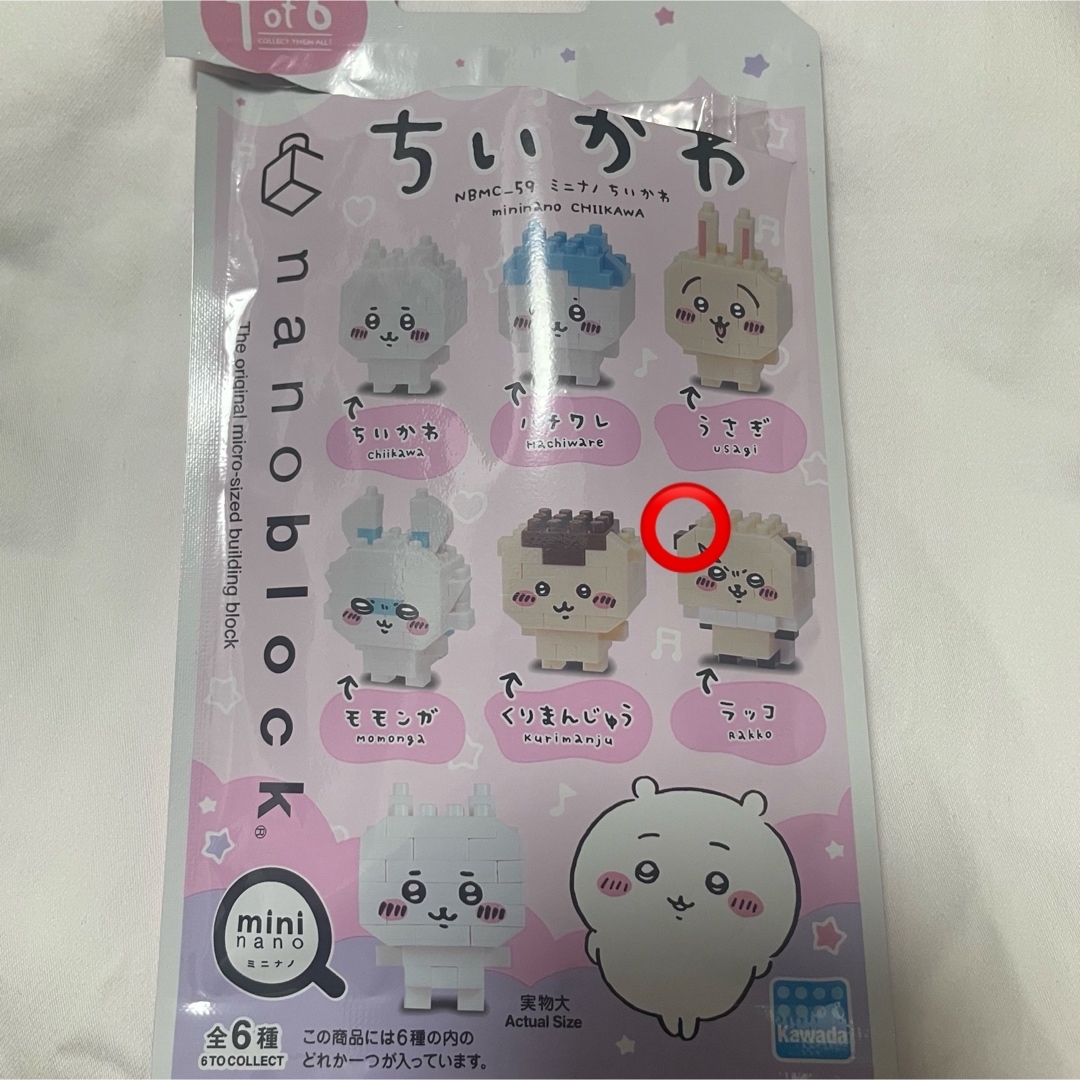 1 of 6
COLLECT THEM ALL!
ちいかわ
NBMC_59 ミニナノ ちいかわ
mininano CHIIKAWA
nanoblock®
The original micro-sized building block
ちいかわ
chiikawa
ハチワレ
Hachiware
うさぎ
usagi
モモンガ
momonga
くりまんじゅう
kurimanju
ラッコ
Rakko
mini
nano
ミニナノ
実物大
Actual Size
Kawada
全6種
6 TO COLLECT
この商品には6種の内の
どれか一つが入っています。